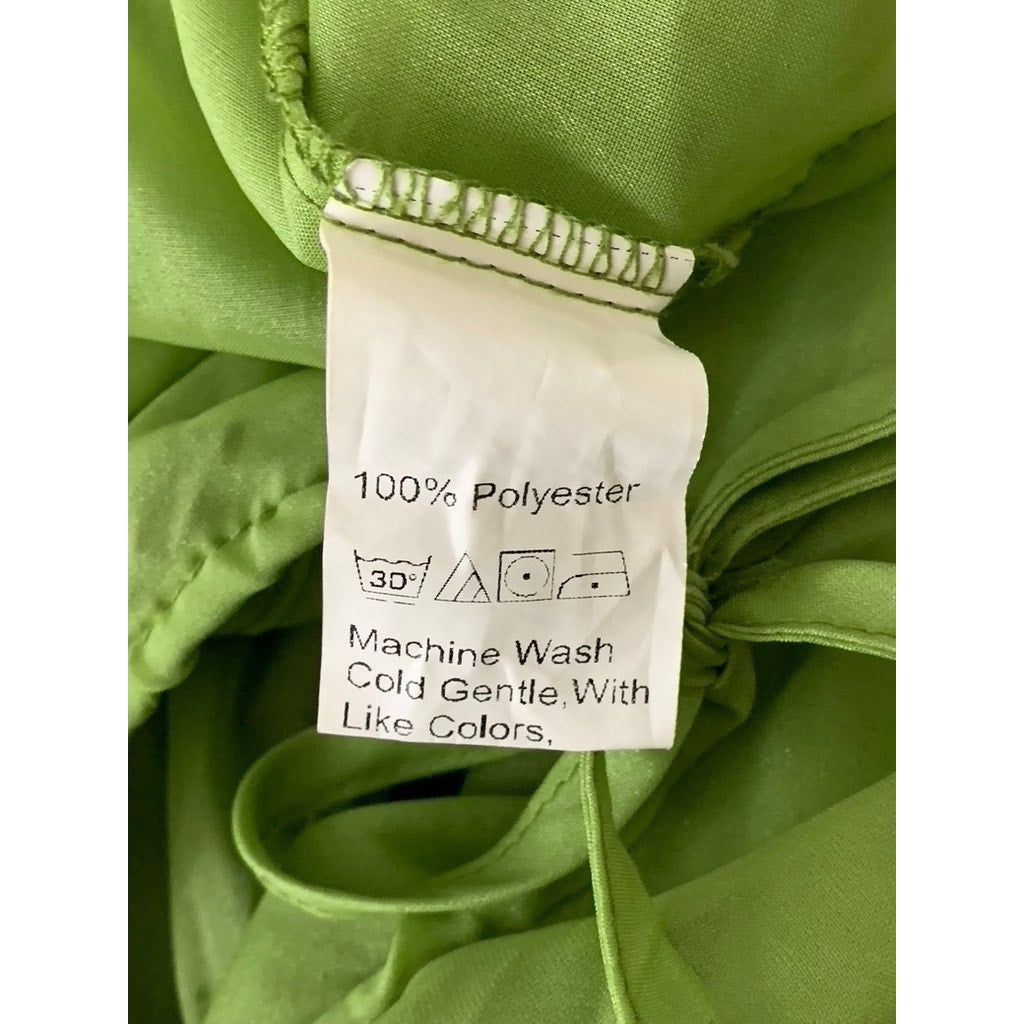 100% Polyester
30°
Machine Wash
Cold Gentle,With
Like Colors,